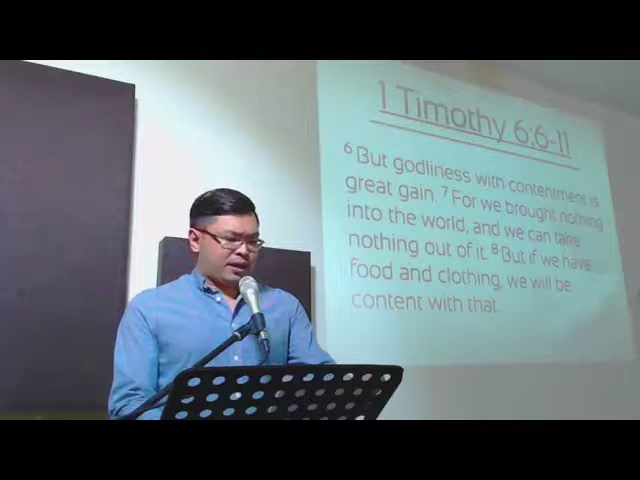 1 Timothy 6:6-11
6 But godliness with contentment is
great gain. 7 For we brought nothing
into the world, and we can take
nothing out of it. 8 But if we have
food and clothing, we will be
content with that.